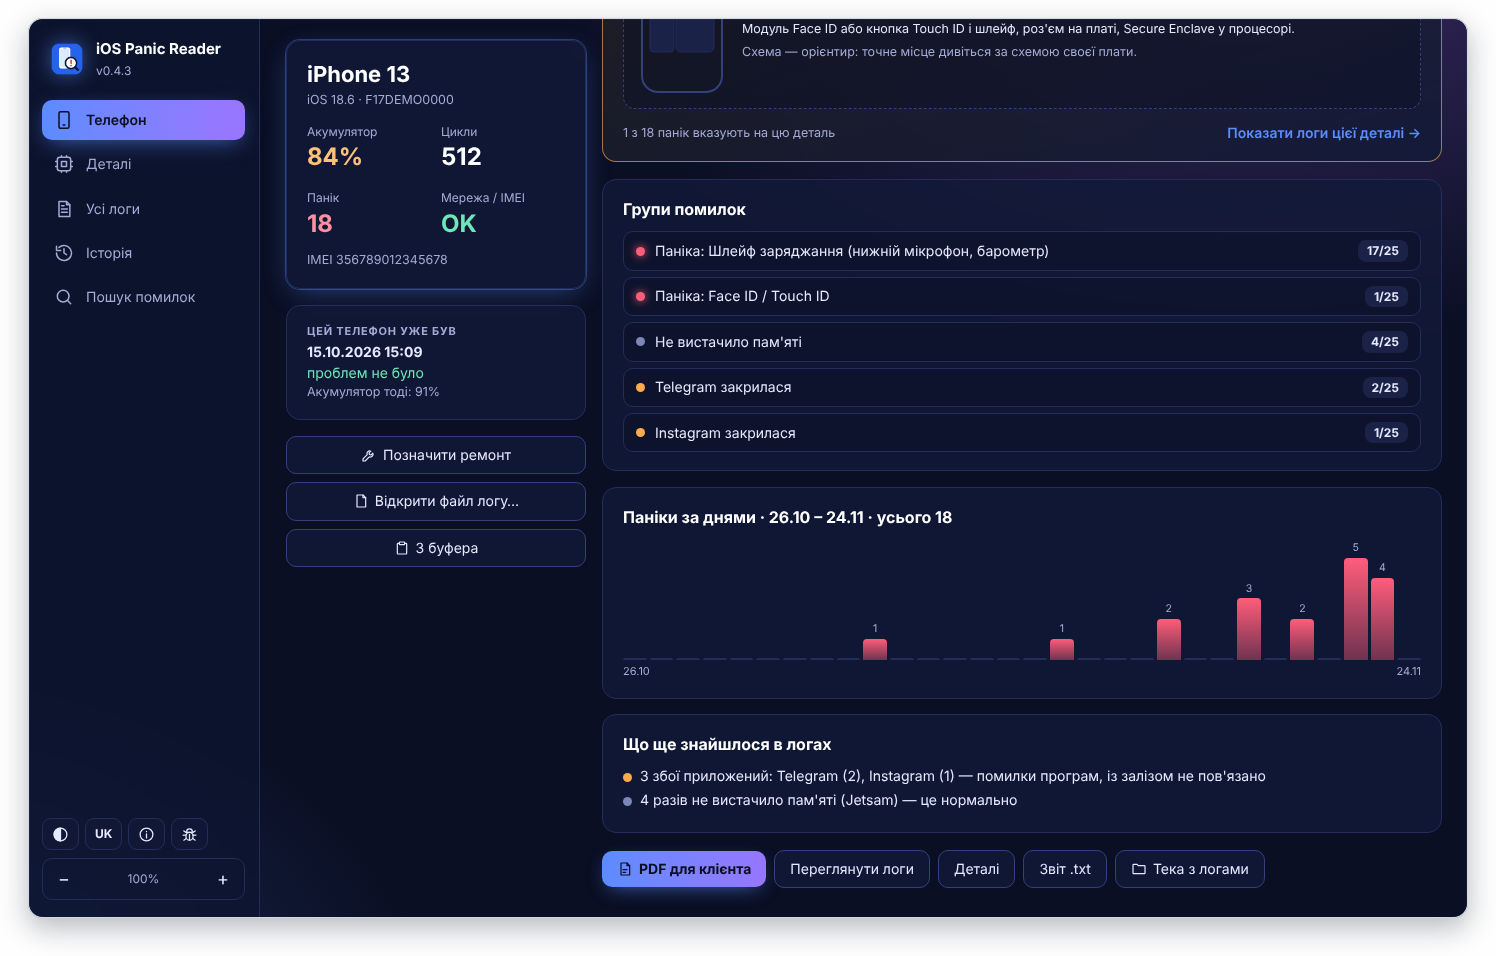 iOS Panic Reader
v0.4.3
Телефон
Деталі
Усі логи
Історія
Пошук помилок
UK
− 100% +
iPhone 13
iOS 18.6 · F17DEMO0000
Акумулятор Цикли
84% 512
Панік Мережа / IMEI
18 OK
IMEI 356789012345678
ЦЕЙ ТЕЛЕФОН УЖЕ БУВ
15.10.2026 15:09
проблем не було
Акумулятор тоді: 91%
Позначити ремонт
Відкрити файл логу...
З буфера
Модуль Face ID або кнопка Touch ID і шлейф, роз'єм на платі, Secure Enclave у процесорі.
Схема — орієнтир: точне місце дивіться за схемою своєї плати.
1 з 18 панік вказують на цю деталь Показати логи цієї деталі →
Групи помилок
Паніка: Шлейф заряджання (нижній мікрофон, барометр) 17/25
Паніка: Face ID / Touch ID 1/25
Не вистачило пам'яті 4/25
Telegram закрилася 2/25
Instagram закрилася 1/25
Паніки за днями · 26.10 – 24.11 · усього 18
1 1 2 3 2 5 4
26.10 24.11
Що ще знайшлося в логах
3 збої приложений: Telegram (2), Instagram (1) — помилки програм, із залізом не пов'язано
4 разів не вистачило пам'яті (Jetsam) — це нормально
PDF для клієнта Переглянути логи Деталі Звіт .txt Тека з логами